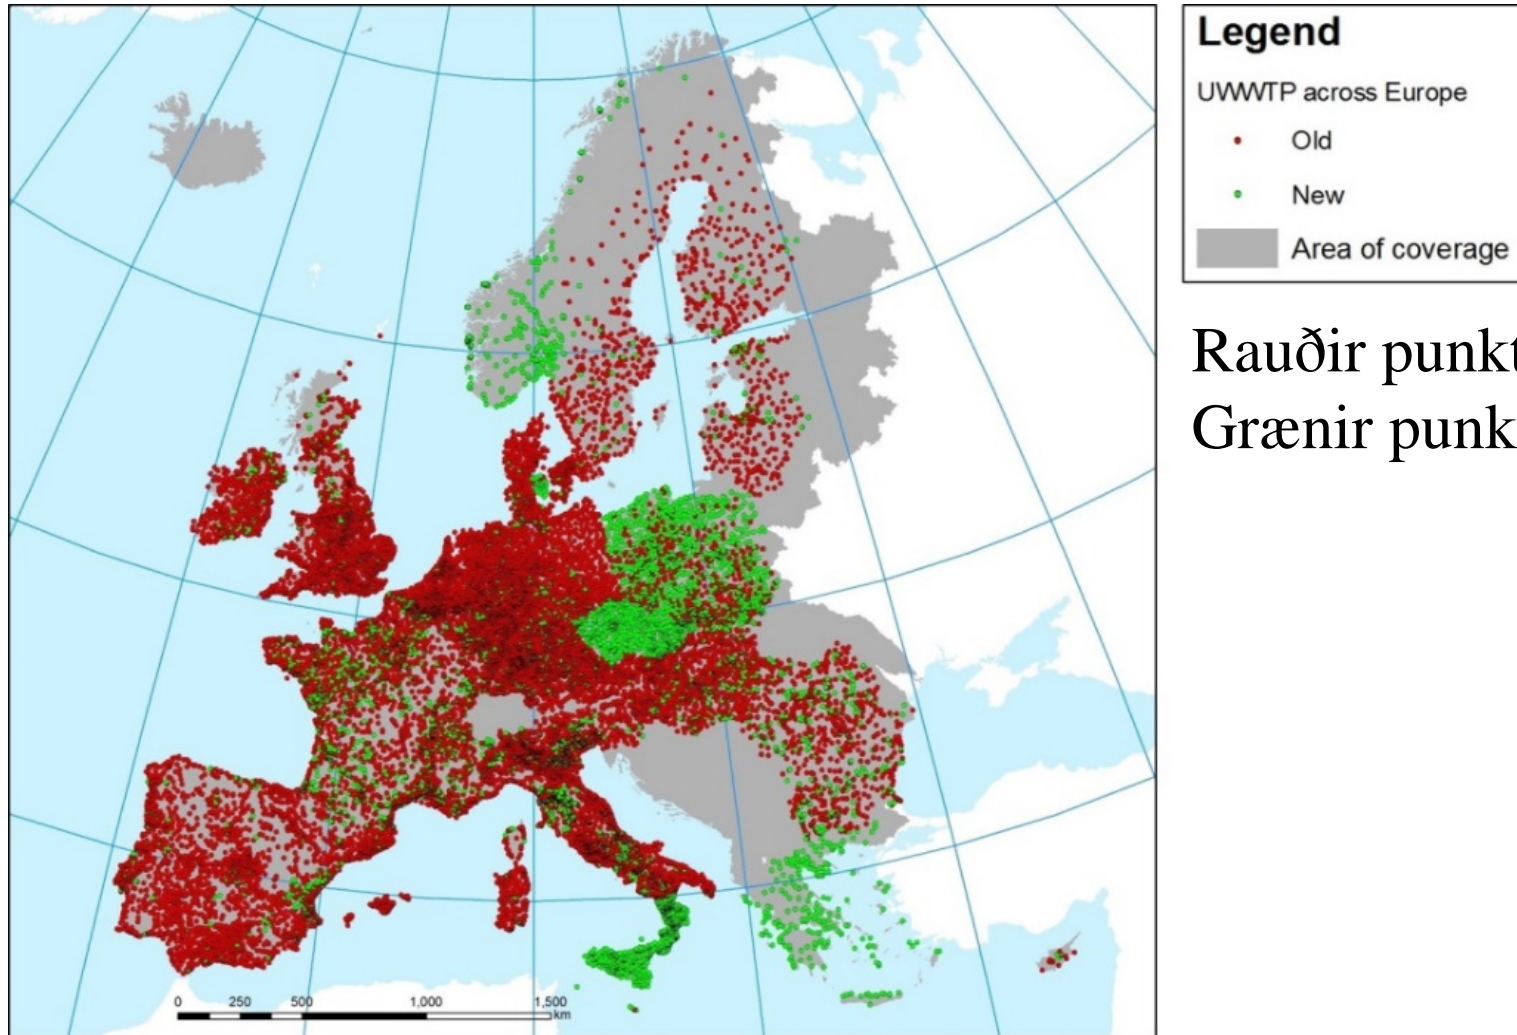 Legend
UWWTP across Europe
Old
New
Area of coverage
Rauðir punkt
Grænir punk
0 250 500 1,000 1,500
km